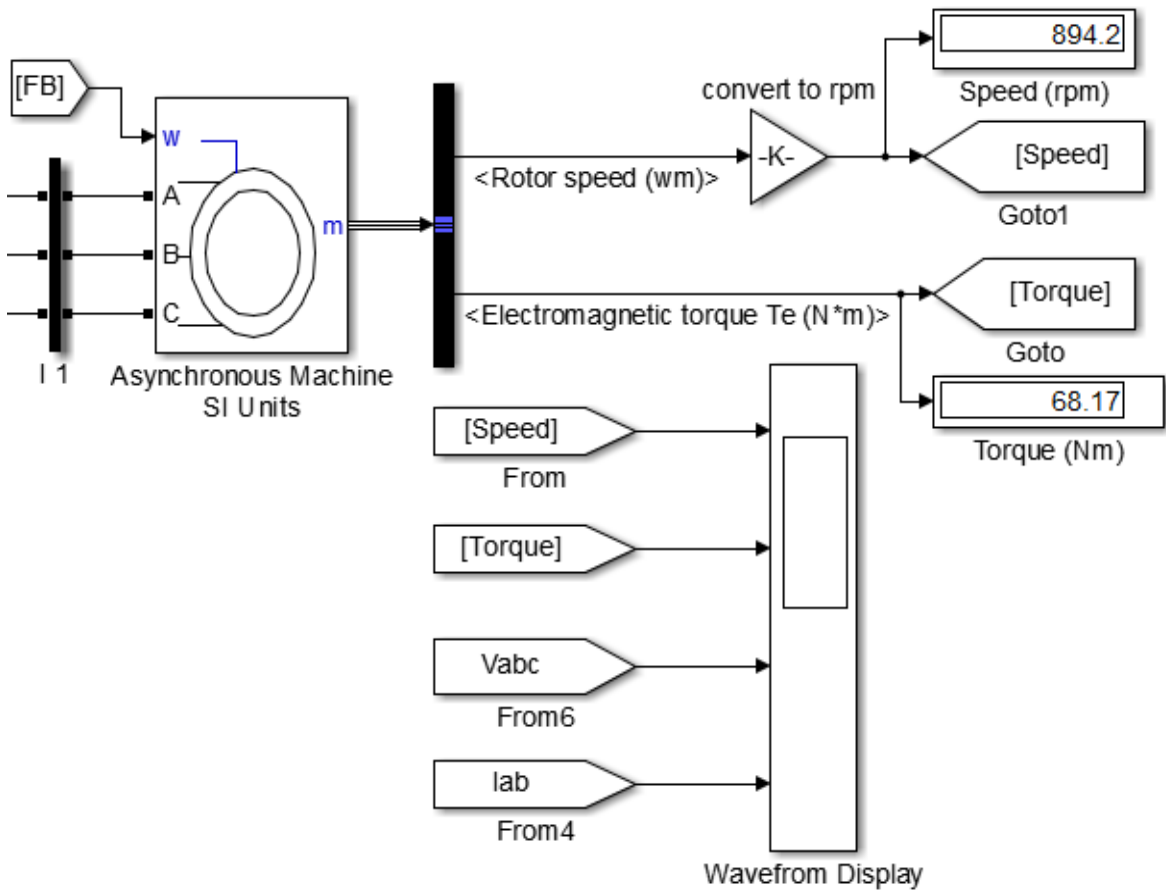 894.2
Speed (rpm)
[FB]
convert to rpm
w
-K-
[Speed]
<Rotor speed (wm)>
Goto1
A
m
B
C
[Torque]
<Electromagnetic torque Te (N*m)>
Goto
I 1
Asynchronous Machine
SI Units
68.17
Torque (Nm)
[Speed]
From
[Torque]
Vabc
From6
Iab
From4
Wavefrom Display